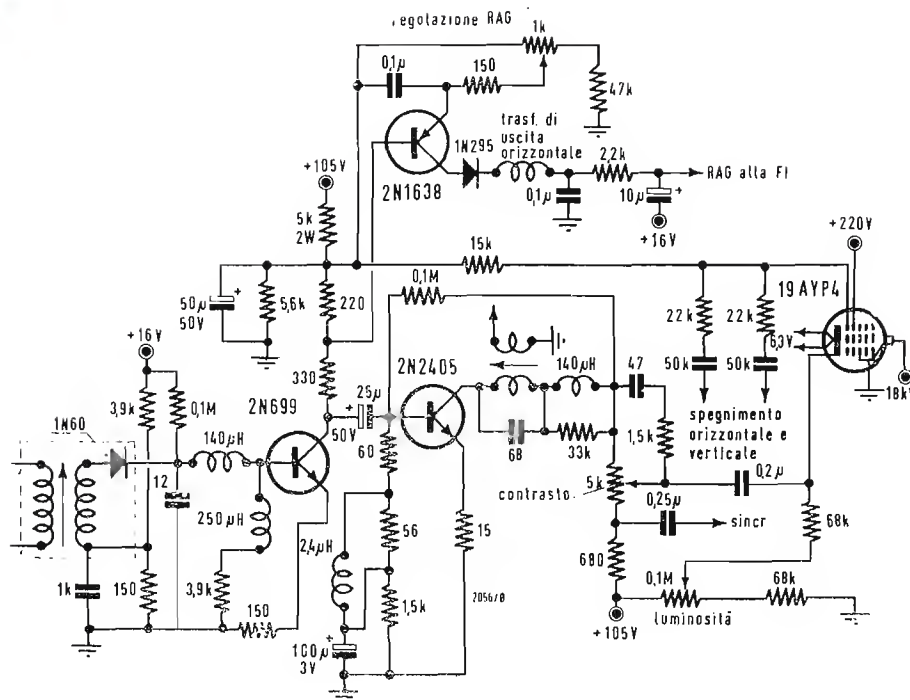 regolazione RAG
1k
0,1µ
150
47k
trasf. di
uscita
orizzontale
1N295
2,2k
RAG alla FI
2N1638
0,1µ
10µ
+
+16V
+105V
5k
2W
15k
+220V
19AYP4
0,1M
50µ
50V
+
5,6k
220
22k
22k
6,3V
+16V
50k
50k
18k
330
2N2405
140µH
47
3,9k
0,1M
2N699
25µ
+
50V
spegnimento
orizzontale e
verticale
1N60
140µH
60
68
33k
1,5k
0,2µ
12
5k
contrasto
0,25µ
sincr
250µH
56
15
68k
2,4µH
680
0,1M
68k
1k
150
3,9k
1,5k
2056/0
luminosità
150
+105V
100µ
3V
+